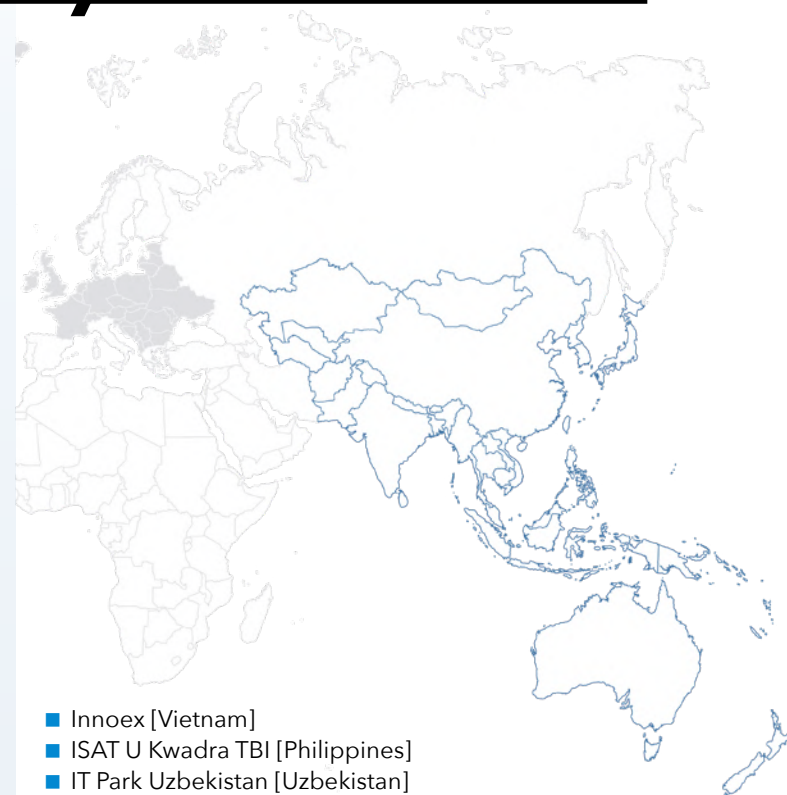 Innoex [Vietnam]
ISAT U Kwadra TBI [Philippines]
IT Park Uzbekistan [Uzbekistan]